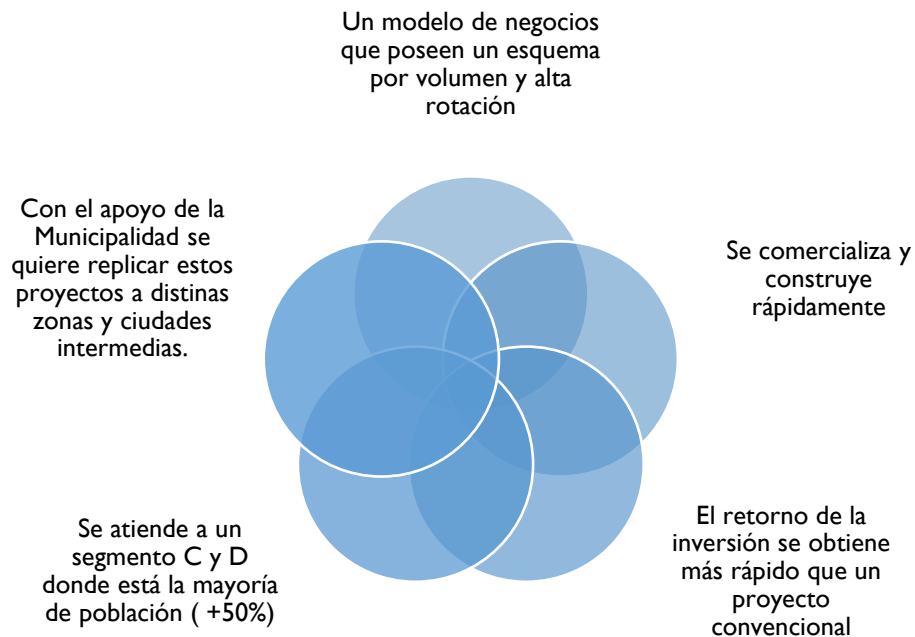 Un modelo de negocios
que poseen un esquema
por volumen y alta
rotación
Se comercializa y
construye
rápidamente
El retorno de la
inversión se obtiene
más rápido que un
proyecto
convencional
Se atiende a un
segmento C y D
donde está la mayoría
de población ( +50%)
Con el apoyo de la
Municipalidad se
quiere replicar estos
proyectos a distinas
zonas y ciudades
intermedias.